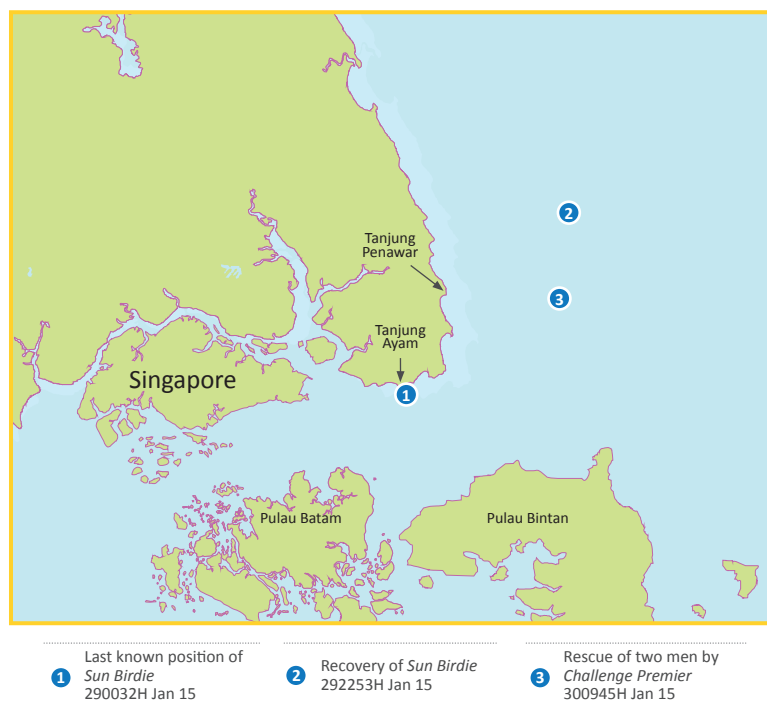 2
Tanjung
Penawar
3
Tanjung
Ayam
Singapore
1
Pulau Batam
Pulau Bintan
1
Last known position of
Sun Birdie
290032H Jan 15
2
Recovery of Sun Birdie
292253H Jan 15
3
Rescue of two men by
Challenge Premier
300945H Jan 15